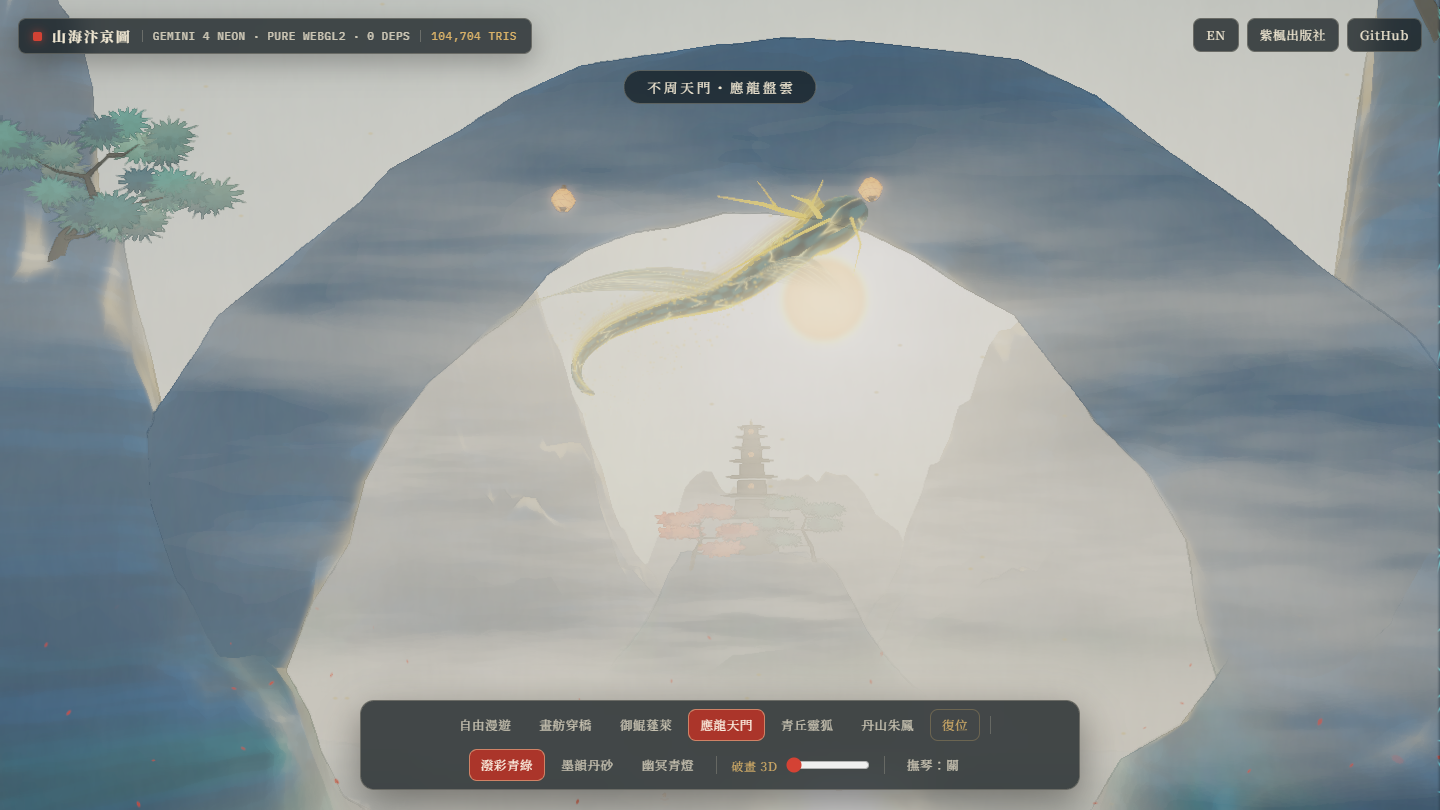 山海汴京圖 GEMINI 4 NEON · PURE WEBGL2 · 0 DEPS 104,704 TRIS
EN 紫楓出版社 GitHub
不周天門・應龍盤雲
自由漫遊 畫舫穿橋 御鯤蓬萊 應龍天門 青丘靈狐 丹山朱鳳 復位
潑彩青綠 墨韻丹砂 幽冥青燈 破畫 3D 撫琴：關